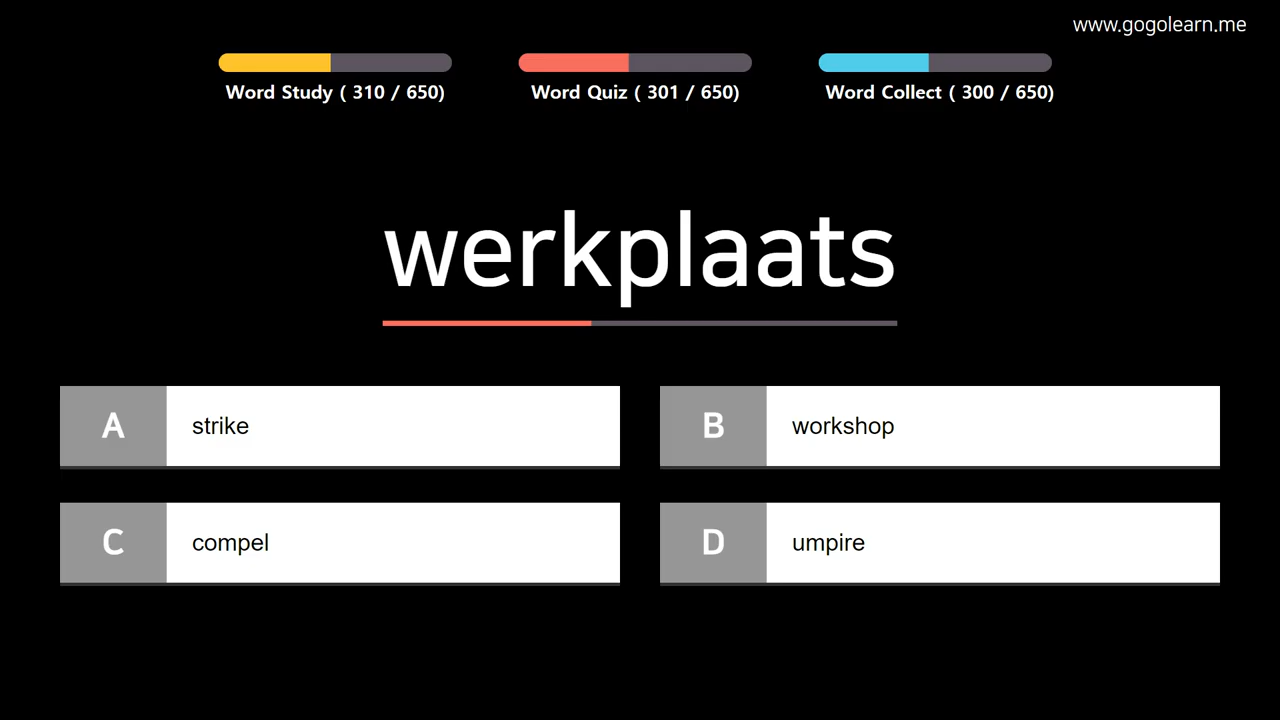 www.gogolearn.me
Word Study ( 310 / 650)
Word Quiz ( 301 / 650)
Word Collect ( 300 / 650)
werkplaats
A strike
B workshop
C compel
D umpire